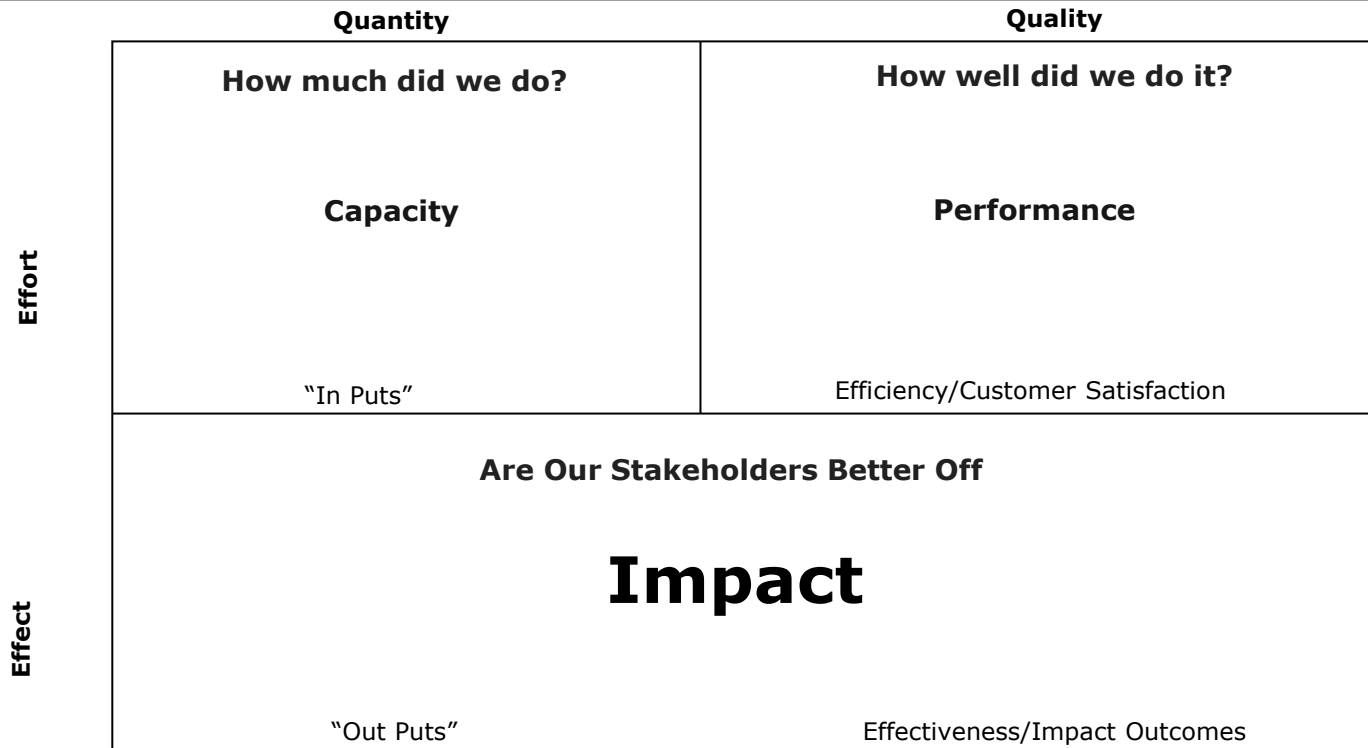 Quantity
Quality
How much did we do?
How well did we do it?
Capacity
Performance
Effort
“In Puts”
Efficiency/Customer Satisfaction
Are Our Stakeholders Better Off
Impact
Effect
“Out Puts”
Effectiveness/Impact Outcomes